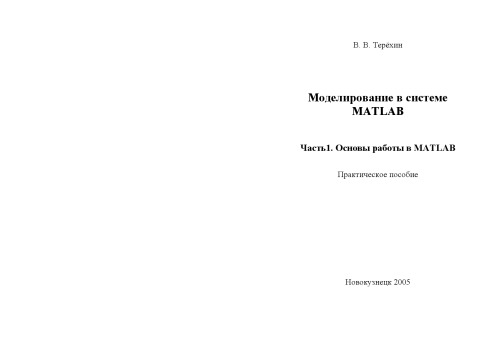 В. В. Терёхин
Моделирование в системе
MATLAB
Часть1. Основы работы в MATLAB
Практическое пособие
Новокузнецк 2005